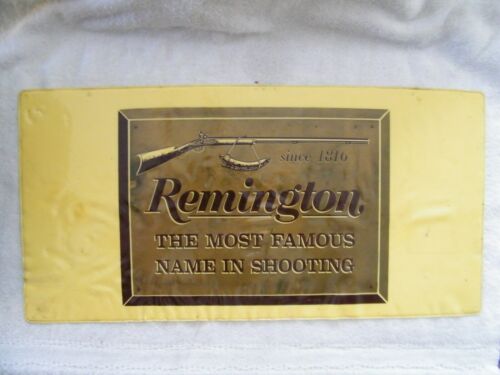 since 1816
Remington
THE MOST FAMOUS
NAME IN SHOOTING